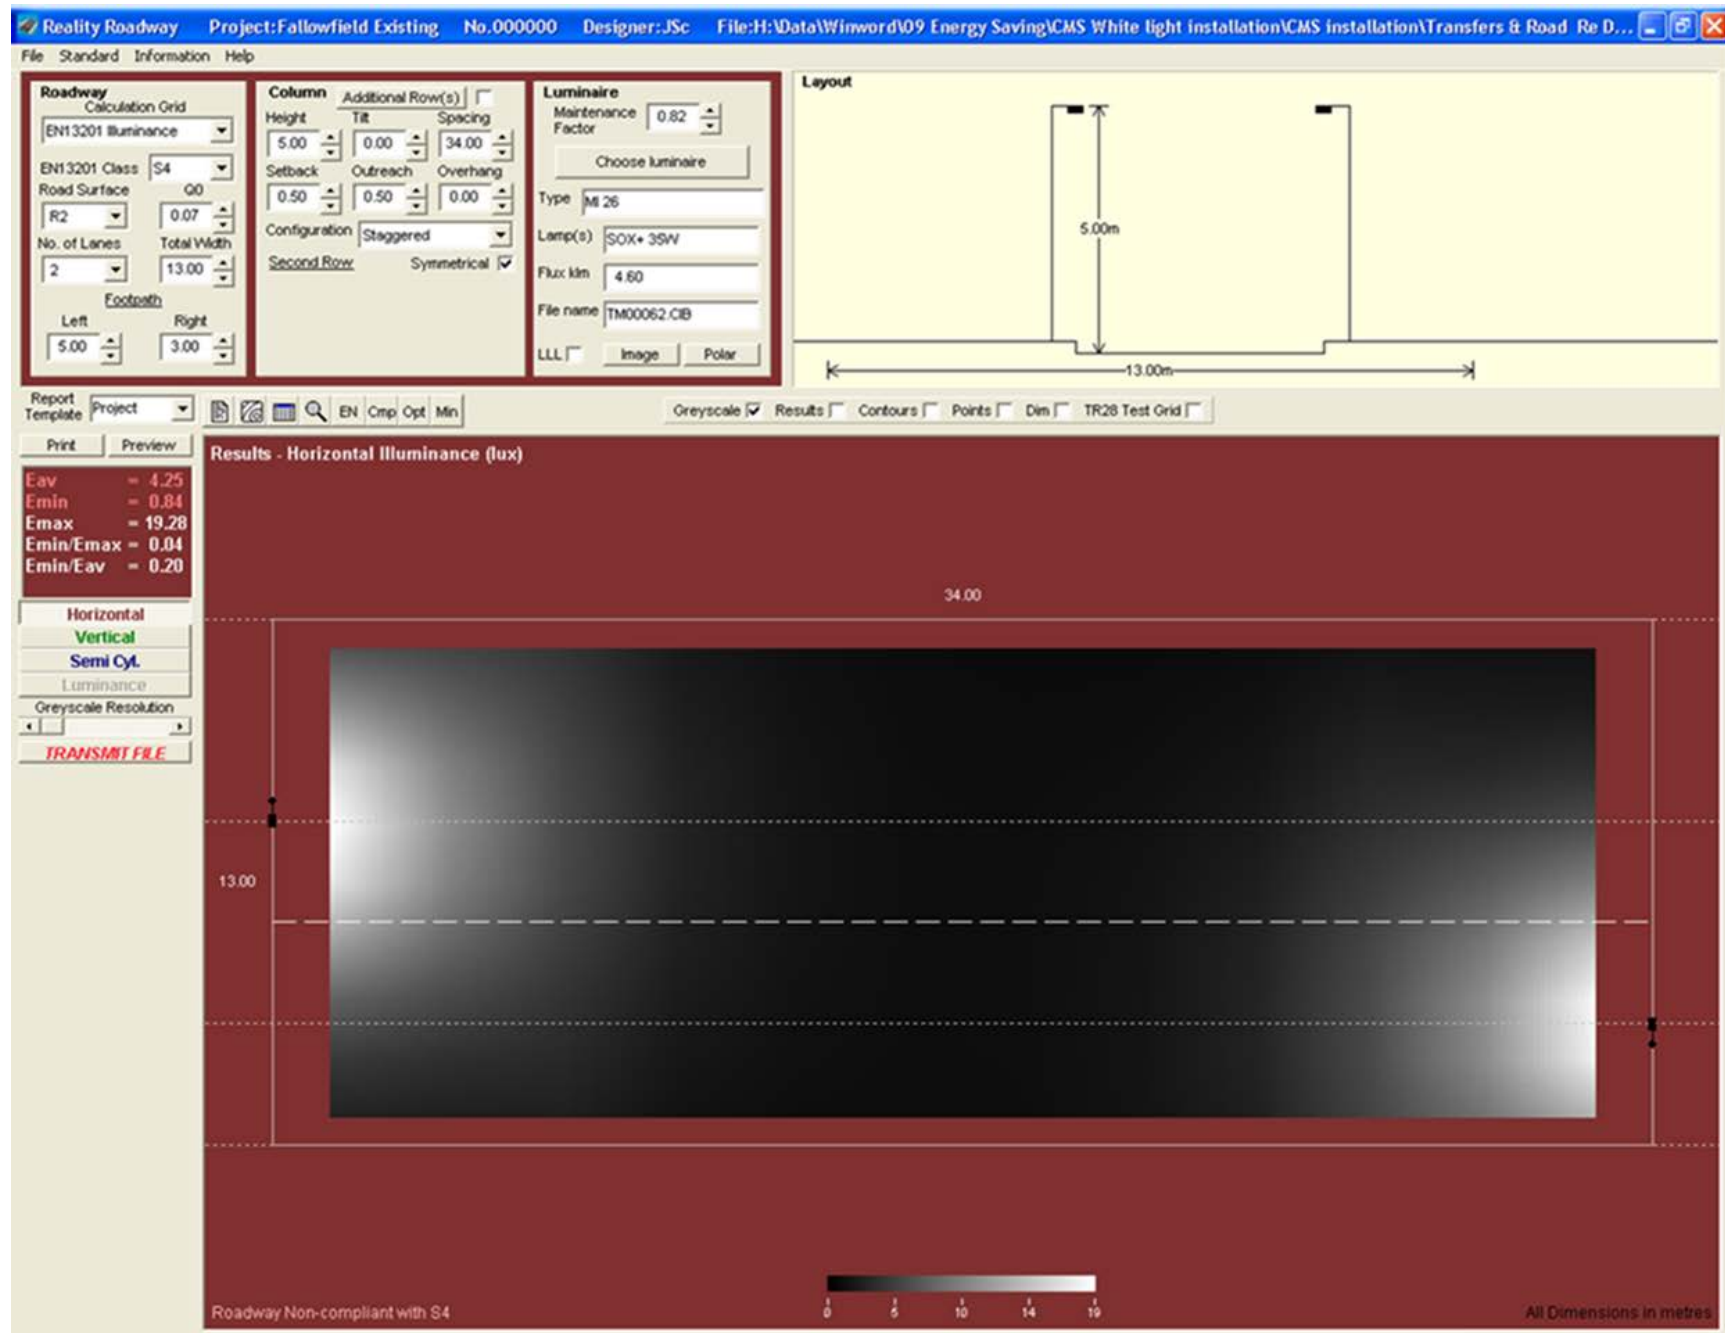 Reality Roadway Project:Fallowfield Existing No.000000 Designer:JSc File:H:\Data\Winword\09 Energy Saving\CMS White light installation\CMS installation\Transfers & Road Re D...
File Standard Information Help
Roadway
Calculation Grid
EN13201 Illuminance
EN13201 Class S4
Road Surface Q0
R2 0.07
No. of Lanes Total Width
2 13.00
Footpath
Left Right
5.00 3.00
Column Additional Row(s)
Height Tilt Spacing
5.00 0.00 34.00
Setback Outreach Overhang
0.50 0.50 0.00
Configuration Staggered
Second Row Symmetrical
Luminaire
Maintenance Factor 0.82
Choose luminaire
Type MI 26
Lamp(s) SOX+ 35W
Flux klm 4.60
File name TM00062.CIB
LLL Image Polar
Layout
5.00m
13.00m
Report Template Project
EN Cmp Opt Min
Greyscale Results Contours Points Dim TR28 Test Grid
Print Preview
Eav = 4.25
Emin = 0.84
Emax = 19.28
Emin/Emax = 0.04
Emin/Eav = 0.20
Horizontal
Vertical
Semi Cyl.
Luminance
Greyscale Resolution
TRANSMIT FILE
Results - Horizontal Illuminance (lux)
34.00
13.00
0 5 10 14 19
Roadway Non-compliant with S4
All Dimensions in metres